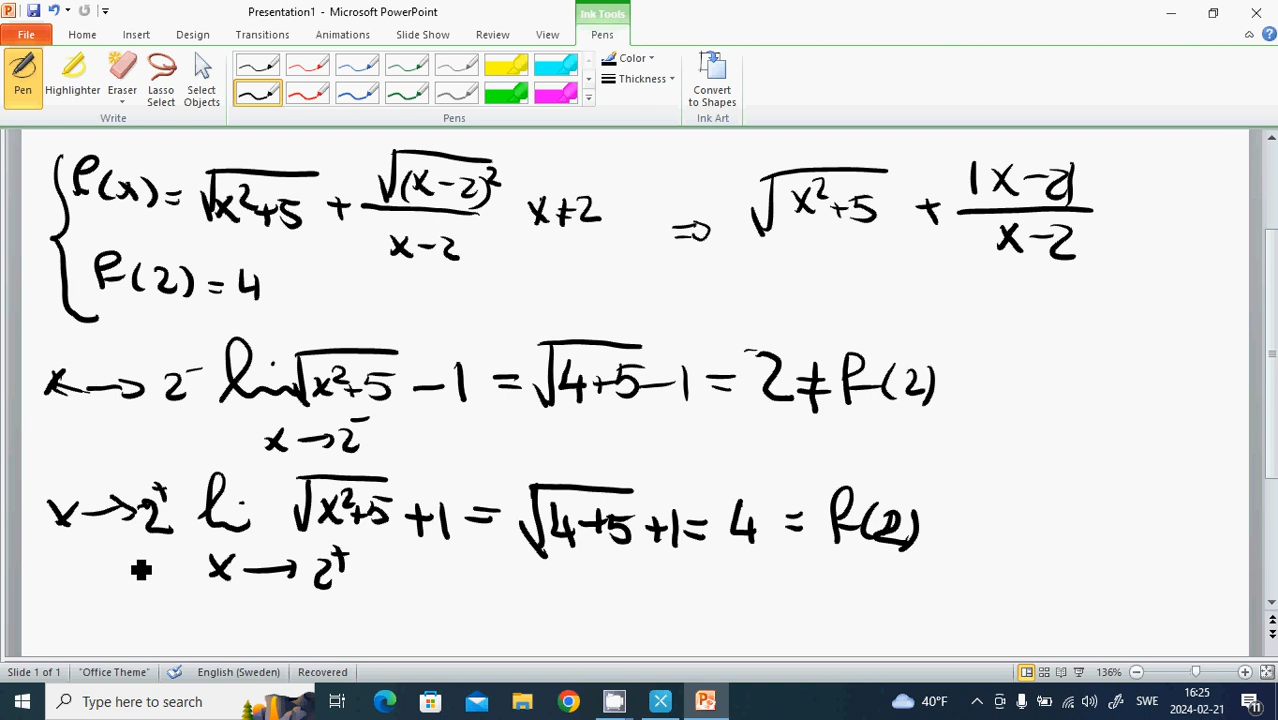 Presentation1 - Microsoft PowerPoint
Ink Tools
File Home Insert Design Transitions Animations Slide Show Review View Pens
Pen Highlighter Eraser Lasso Select Select Objects
Color
Thickness
Convert to Shapes
Write Pens Ink Art
f(x) = √(x²+5) + √((x-2)²)/(x-2) x≠2 ⇒ √(x²+5) + |x-2|/(x-2)
f(2) = 4
x → 2⁻ lim √(x²+5) - 1 = √(4+5) - 1 = 2 ≠ f(2)
x → 2⁻
x → 2⁺ lim √(x²+5) + 1 = √(4+5) + 1 = 4 = f(2)
x → 2⁺
Slide 1 of 1 "Office Theme" English (Sweden) Recovered 136%
Type here to search 40°F SWE 16:25
2024-02-21